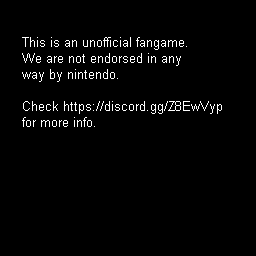 This is an unofficial fangame.
We are not endorsed in any
way by nintendo.
Check https://discord.gg/Z8EwVyp
for more info.